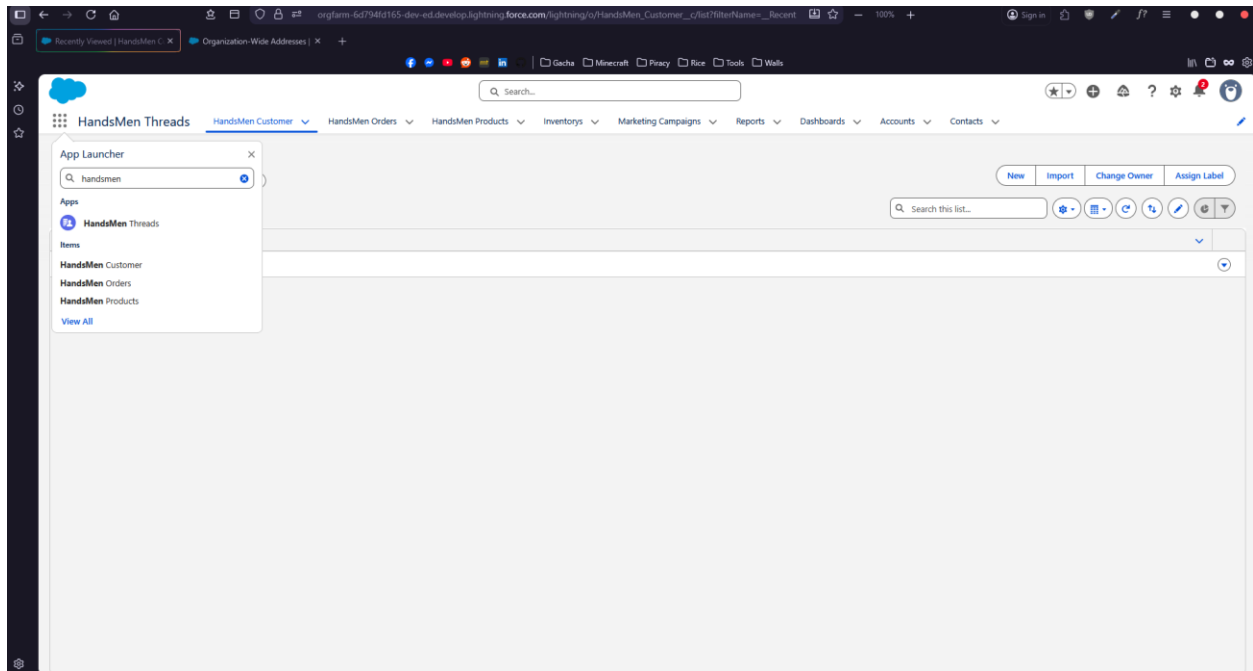 orgfarm-6d794fd165-dev-ed.develop.lightning.force.com/lightning/o/HandsMen_Customer__c/list?filterName=__Recent
100%
Sign in
Recently Viewed | HandsMen C
Organization-Wide Addresses |
Gacha Minecraft Piracy Rice Tools Walls
Search...
2
HandsMen Threads HandsMen Customer HandsMen Orders HandsMen Products Inventorys Marketing Campaigns Reports Dashboards Accounts Contacts
App Launcher
handsmen
New Import Change Owner Assign Label
Apps
HandsMen Threads
Search this list...
Items
HandsMen Customer
HandsMen Orders
HandsMen Products
View All